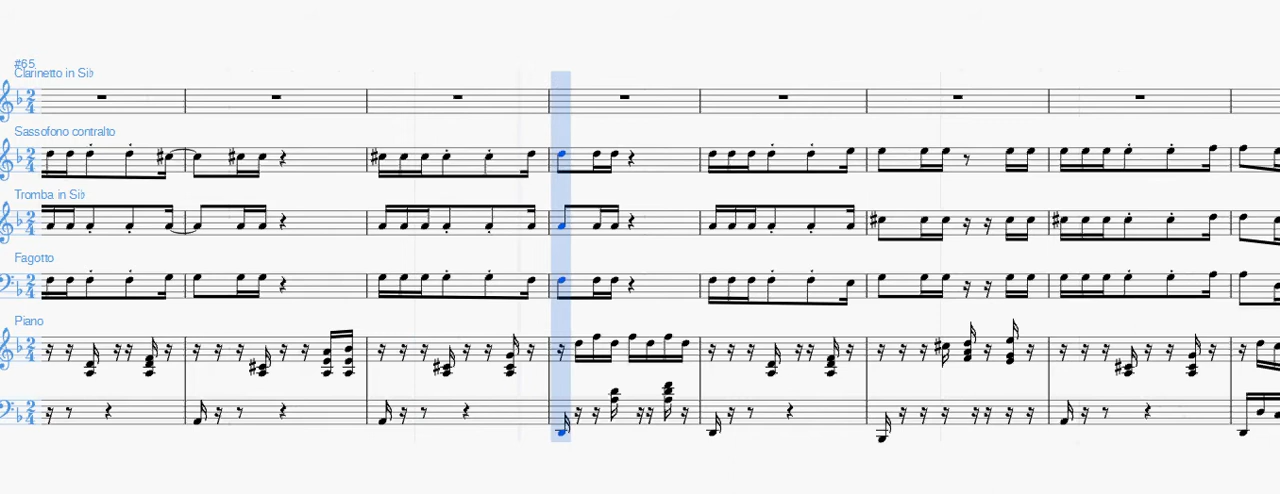 #65
Clarinetto in Si♭
Sassofono contralto
Tromba in Si♭
Fagotto
Piano